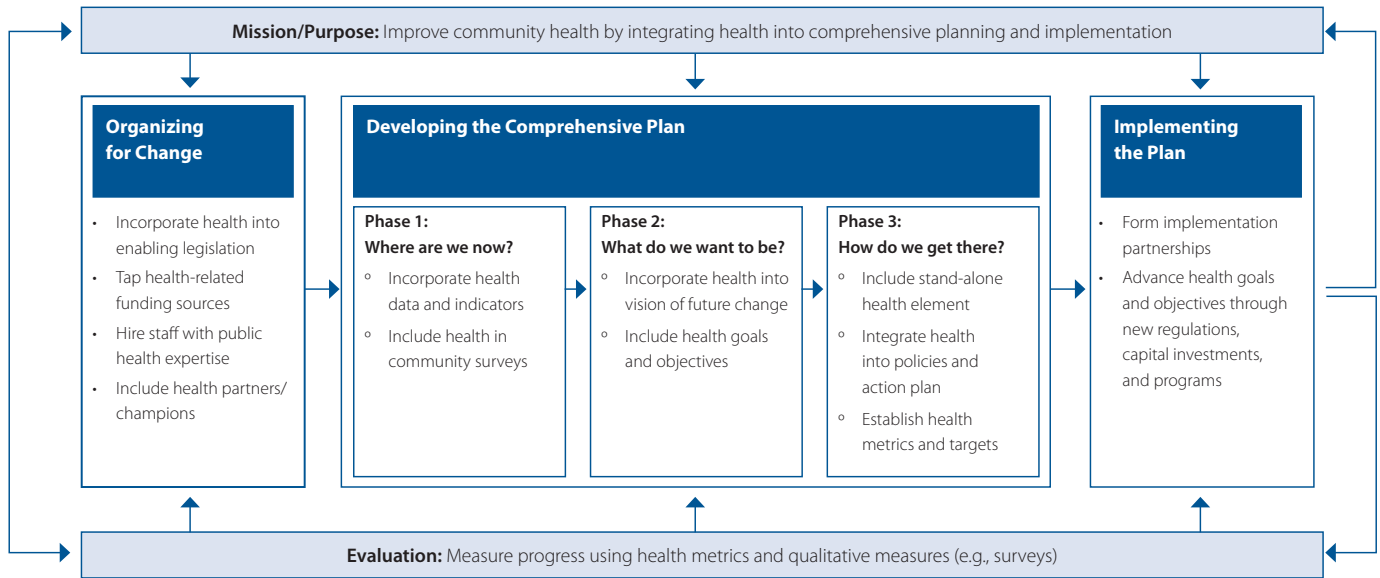 Mission/Purpose: Improve community health by integrating health into comprehensive planning and implementation
Organizing
for Change
• Incorporate health into
enabling legislation
• Tap health-related
funding sources
• Hire staff with public
health expertise
• Include health partners/
champions
Developing the Comprehensive Plan
Phase 1:
Where are we now?
° Incorporate health
data and indicators
° Include health in
community surveys
Phase 2:
What do we want to be?
° Incorporate health into
vision of future change
° Include health goals
and objectives
Phase 3:
How do we get there?
° Include stand-alone
health element
° Integrate health
into policies and
action plan
° Establish health
metrics and targets
Implementing
the Plan
• Form implementation
partnerships
• Advance health goals
and objectives through
new regulations,
capital investments,
and programs
Evaluation: Measure progress using health metrics and qualitative measures (e.g., surveys)